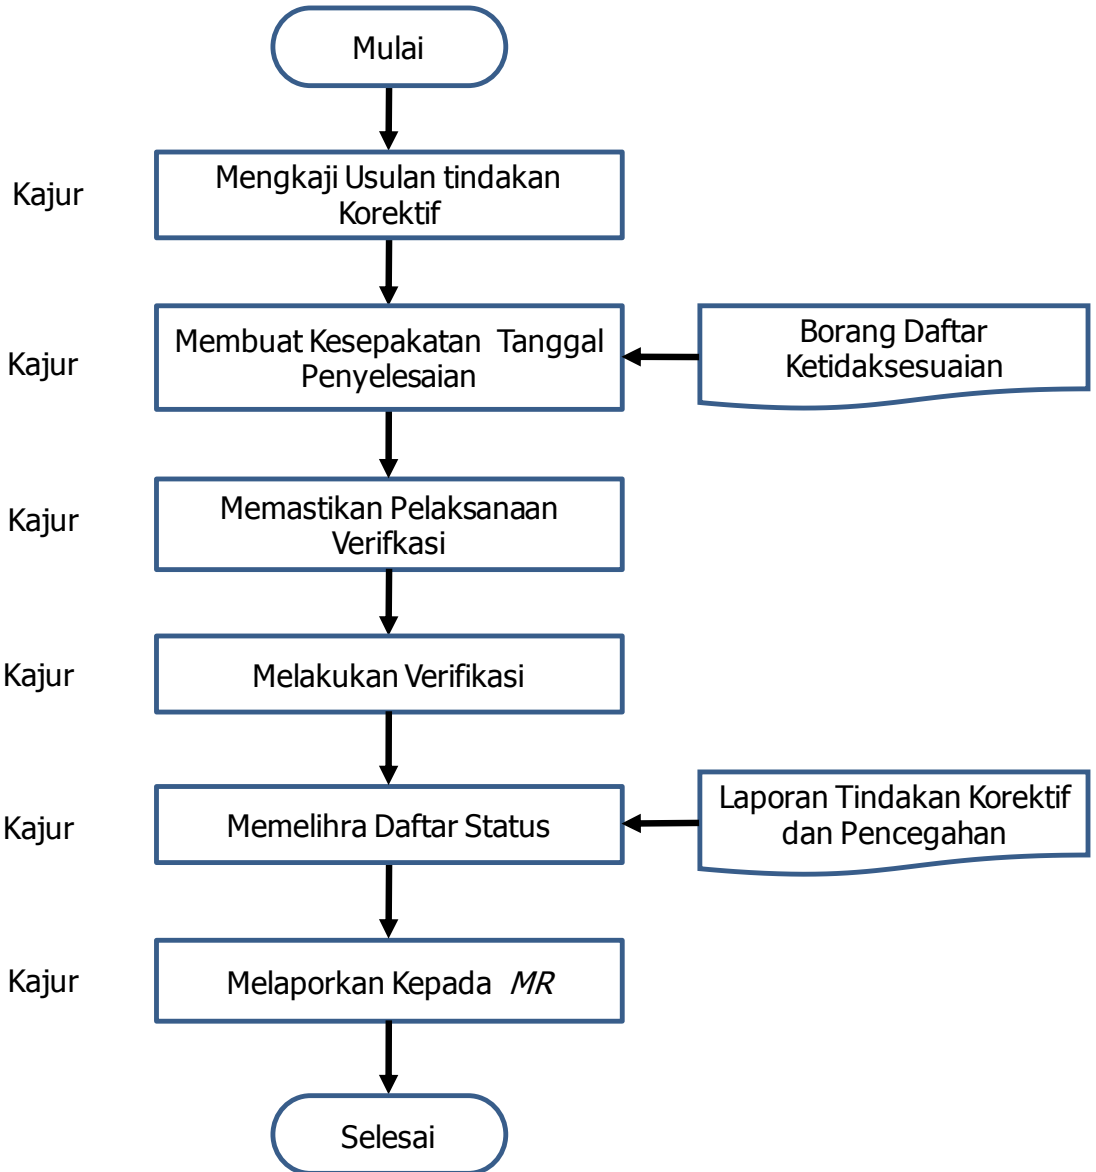 Mulai
Kajur
Mengkaji Usulan tindakan
Korektif
Kajur
Membuat Kesepakatan Tanggal
Penyelesaian
Borang Daftar
Ketidaksesuaian
Kajur
Memastikan Pelaksanaan
Verifkasi
Kajur
Melakukan Verifikasi
Kajur
Memelihra Daftar Status
Laporan Tindakan Korektif
dan Pencegahan
Kajur
Melaporkan Kepada MR
Selesai